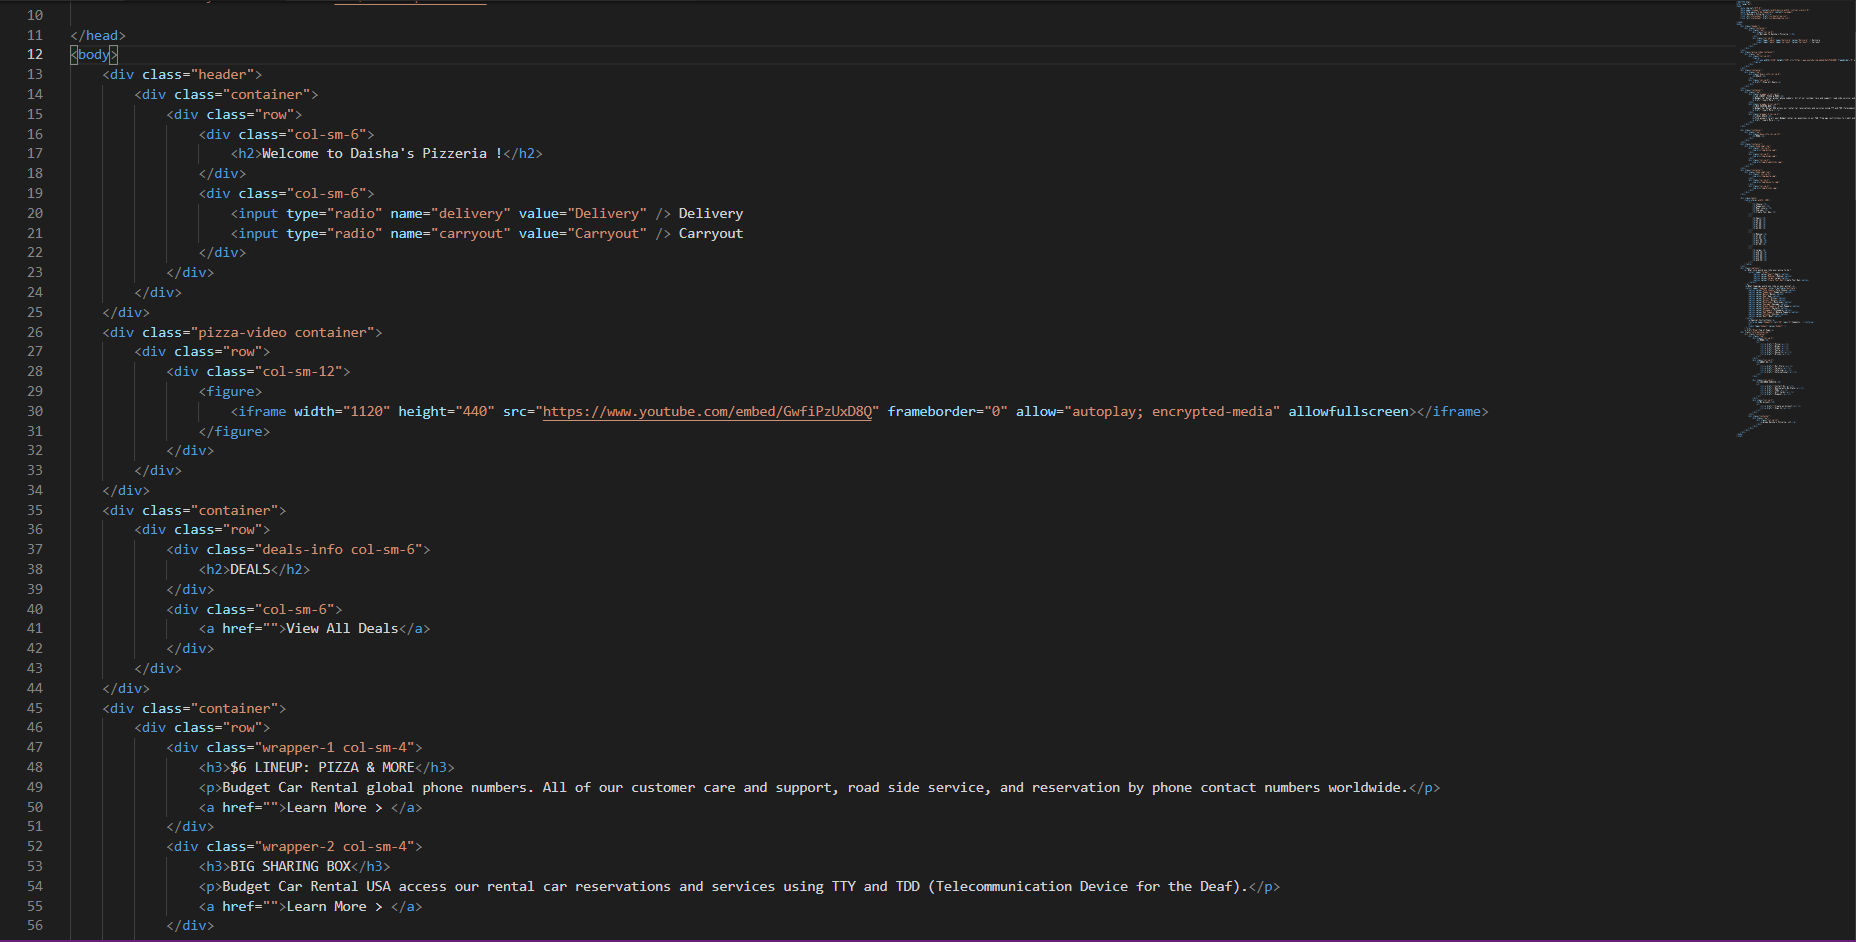 10
11 </head>
12 <body>
13 <div class="header">
14 <div class="container">
15 <div class="row">
16 <div class="col-sm-6">
17 <h2>Welcome to Daisha's Pizzeria !</h2>
18 </div>
19 <div class="col-sm-6">
20 <input type="radio" name="delivery" value="Delivery" /> Delivery
21 <input type="radio" name="carryout" value="Carryout" /> Carryout
22 </div>
23 </div>
24 </div>
25 </div>
26 <div class="pizza-video container">
27 <div class="row">
28 <div class="col-sm-12">
29 <figure>
30 <iframe width="1120" height="440" src="https://www.youtube.com/embed/GwfiPzUxD8Q" frameborder="0" allow="autoplay; encrypted-media" allowfullscreen></iframe>
31 </figure>
32 </div>
33 </div>
34 </div>
35 <div class="container">
36 <div class="row">
37 <div class="deals-info col-sm-6">
38 <h2>DEALS</h2>
39 </div>
40 <div class="col-sm-6">
41 <a href="">View All Deals</a>
42 </div>
43 </div>
44 </div>
45 <div class="container">
46 <div class="row">
47 <div class="wrapper-1 col-sm-4">
48 <h3>$6 LINEUP: PIZZA & MORE</h3>
49 <p>Budget Car Rental global phone numbers. All of our customer care and support, road side service, and reservation by phone contact numbers worldwide.</p>
50 <a href="">Learn More > </a>
51 </div>
52 <div class="wrapper-2 col-sm-4">
53 <h3>BIG SHARING BOX</h3>
54 <p>Budget Car Rental USA access our rental car reservations and services using TTY and TDD (Telecommunication Device for the Deaf).</p>
55 <a href="">Learn More > </a>
56 </div>